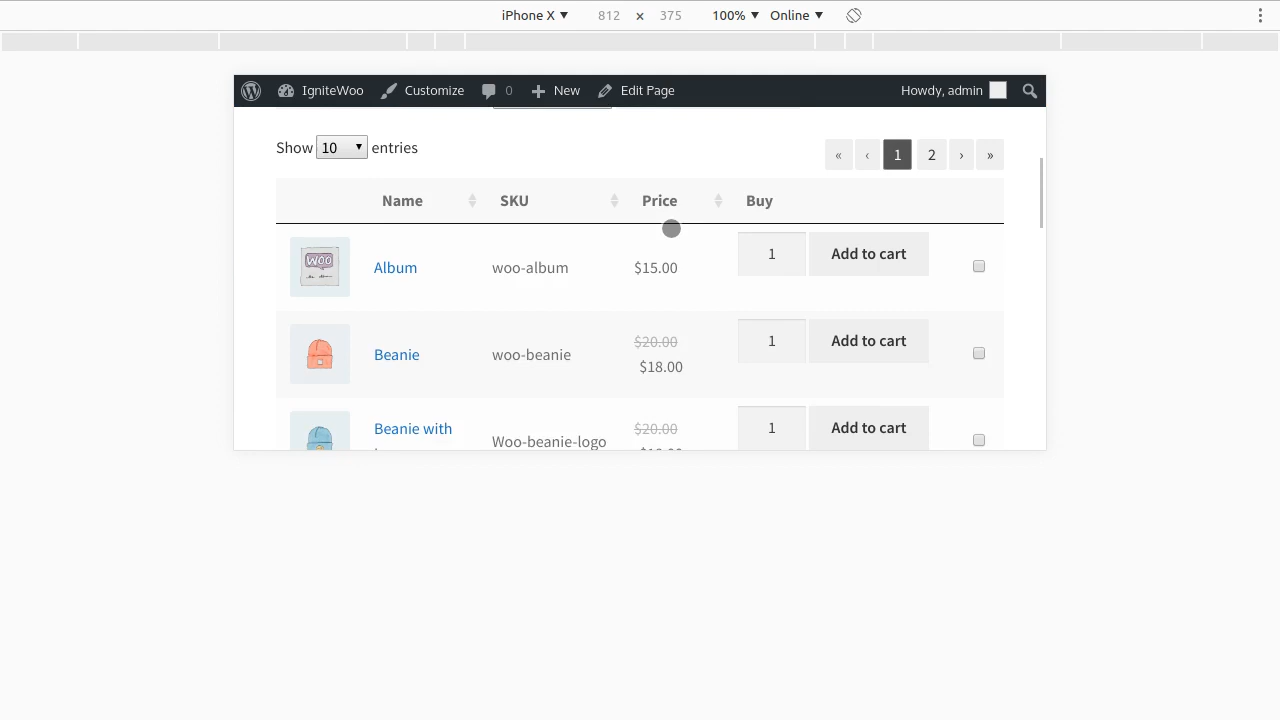 iPhone X ▼ 812 x 375 100% ▼ Online ▼
IgniteWoo Customize 0 New Edit Page Howdy, admin
Show 10 entries « ‹ 1 2 › »
Name SKU Price Buy
WOO Album woo-album $15.00 1 Add to cart
$20.00
Beanie woo-beanie 1 Add to cart
$18.00
Beanie with $20.00 1 Add to cart
Woo-beanie-logo